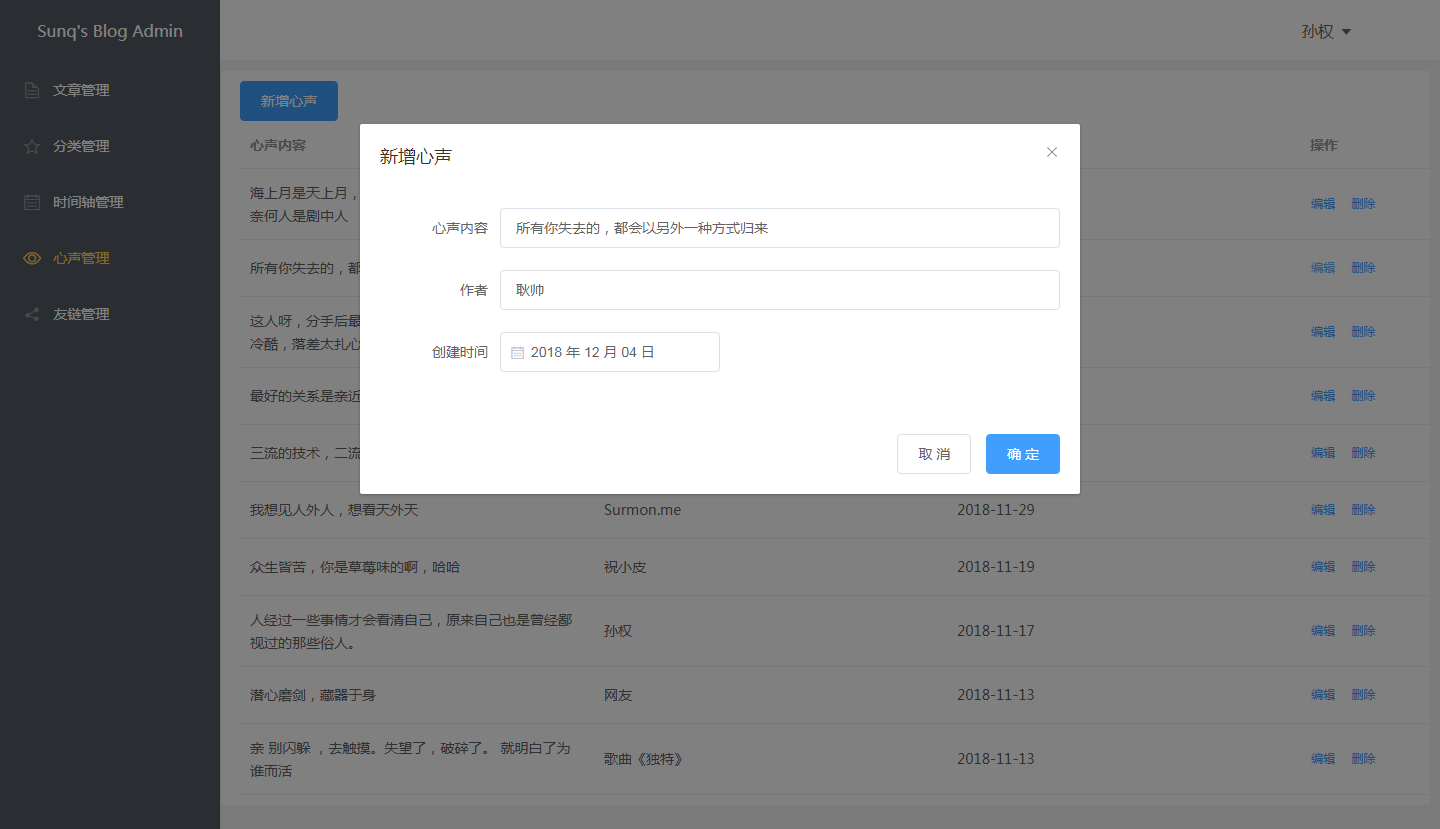 Sunq's Blog Admin
孙权
文章管理
分类管理
时间轴管理
心声管理
友链管理
新增心声
心声内容
操作
海上月是天上月，
奈何人是剧中人
编辑 删除
所有你失去的，都
编辑 删除
这人呀，分手后最
冷酷，落差太扎心
编辑 删除
最好的关系是亲近
编辑 删除
三流的技术，二流
编辑 删除
我想见人外人，想看天外天 Surmon.me 2018-11-29 编辑 删除
众生皆苦，你是草莓味的啊，哈哈 祝小皮 2018-11-19 编辑 删除
人经过一些事情才会看清自己，原来自己也是曾经鄙
视过的那些俗人。
孙权 2018-11-17 编辑 删除
潜心磨剑，藏器于身 网友 2018-11-13 编辑 删除
亲 别闪躲 ，去触摸。失望了，破碎了。 就明白了为
谁而活
歌曲《独特》 2018-11-13 编辑 删除
新增心声
心声内容 所有你失去的，都会以另外一种方式归来
作者 耿帅
创建时间 2018 年 12 月 04 日
取 消 确 定